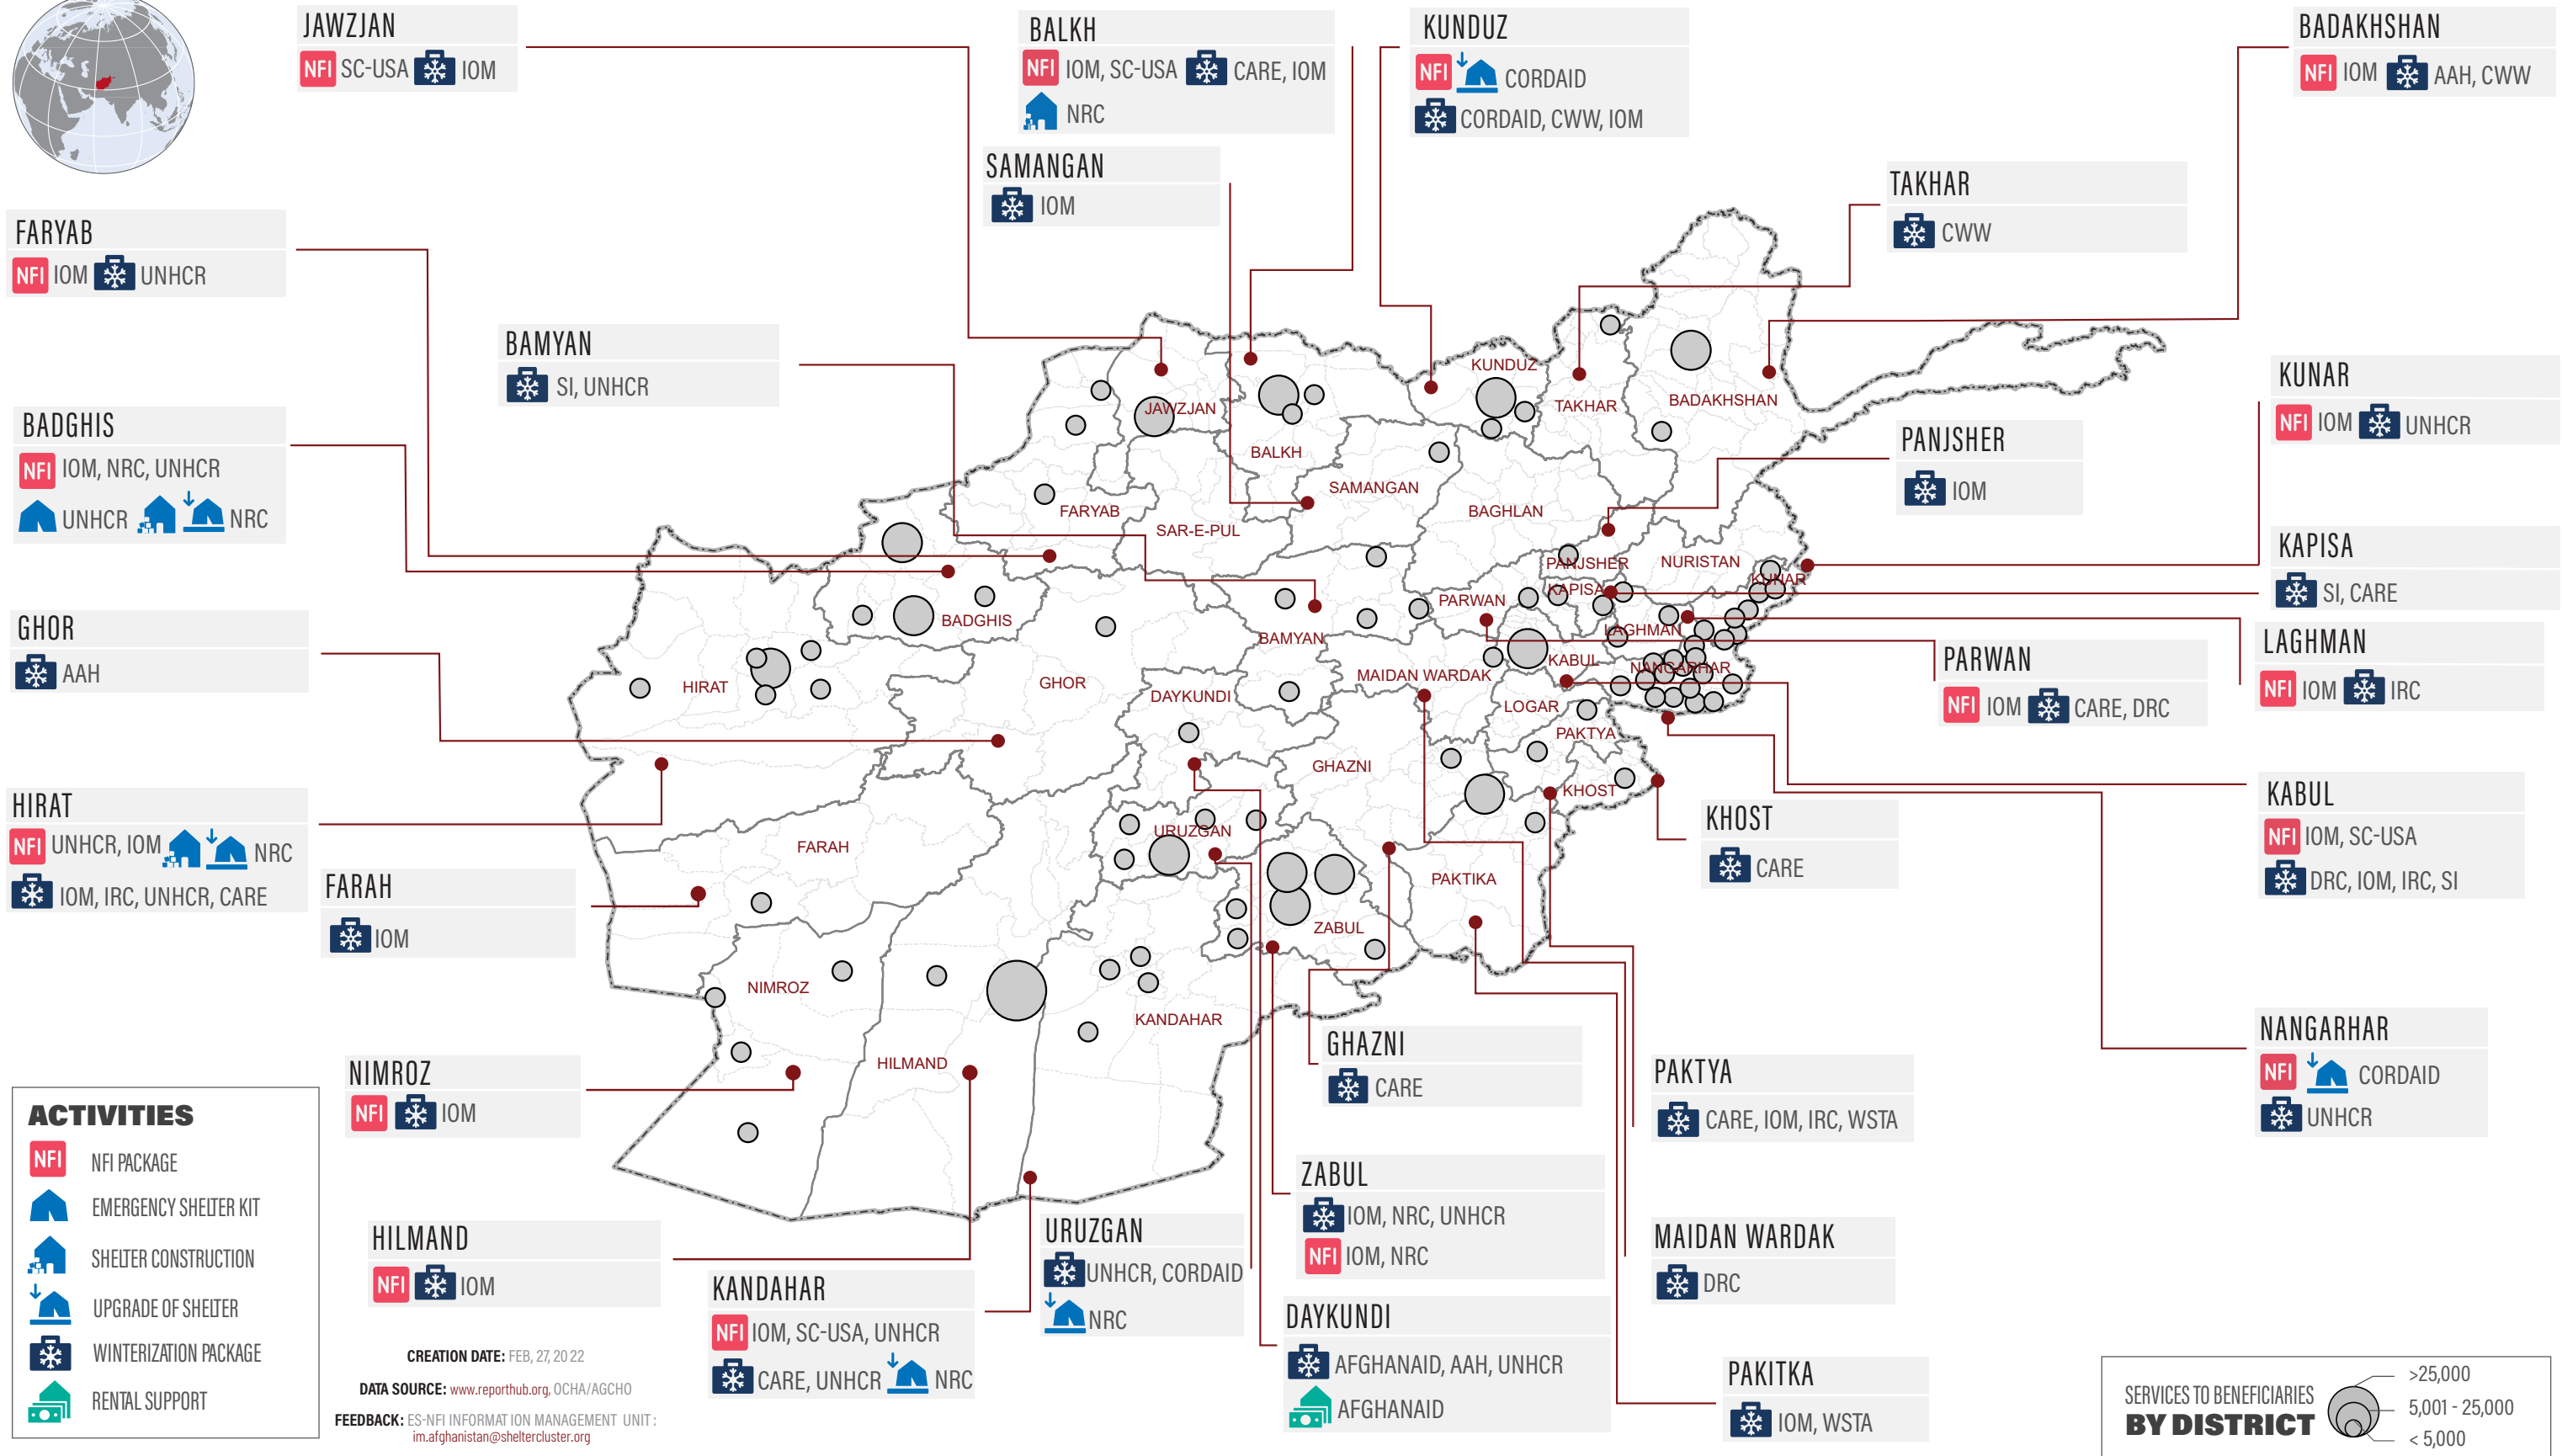 JAWZJAN
NFI SC-USA IOM
BALKH
NFI IOM, SC-USA CARE, IOM
NRC
KUNDUZ
NFI CORDAID
CORDAID, CWW, IOM
BADAKHSHAN
NFI IOM AAH, CWW
SAMANGAN
IOM
TAKHAR
CWW
FARYAB
NFI IOM UNHCR
BAMYAN
SI, UNHCR
BADGHIS
NFI IOM, NRC, UNHCR
UNHCR NRC
KUNAR
NFI IOM UNHCR
PANJSHER
IOM
KAPISA
SI, CARE
GHOR
AAH
LAGHMAN
NFI IOM IRC
PARWAN
NFI IOM CARE, DRC
HIRAT
NFI UNHCR, IOM NRC
IOM, IRC, UNHCR, CARE
KABUL
NFI IOM, SC-USA
DRC, IOM, IRC, SI
KHOST
CARE
FARAH
IOM
NIMROZ
NFI IOM
GHAZNI
CARE
PAKTYA
CARE, IOM, IRC, WSTA
NANGARHAR
NFI CORDAID
UNHCR
ZABUL
IOM, NRC, UNHCR
NFI IOM, NRC
MAIDAN WARDAK
DRC
HILMAND
NFI IOM
URUZGAN
UNHCR, CORDAID
NRC
KANDAHAR
NFI IOM, SC-USA, UNHCR
CARE, UNHCR NRC
DAYKUNDI
AFGHANAID, AAH, UNHCR
AFGHANAID
PAKITKA
IOM, WSTA
KUNDUZ
JAWZJAN
TAKHAR
BADAKHSHAN
BALKH
SAMANGAN
FARYAB
BAGHLAN
SAR-E-PUL
PANJSHER
NURISTAN
KUNAR
KAPISA
PARWAN
BADGHIS
LAGHMAN
BAMYAN
KABUL
NANGARHAR
MAIDAN WARDAK
HIRAT
GHOR
DAYKUNDI
LOGAR
PAKTYA
GHAZNI
KHOST
URUZGAN
FARAH
PAKTIKA
ZABUL
NIMROZ
KANDAHAR
HILMAND
ACTIVITIES
NFI NFI PACKAGE
EMERGENCY SHELTER KIT
SHELTER CONSTRUCTION
UPGRADE OF SHELTER
WINTERIZATION PACKAGE
RENTAL SUPPORT
CREATION DATE: FEB, 27, 2022
DATA SOURCE: www.reporthub.org, OCHA/AGCHO
FEEDBACK: ES-NFI INFORMATION MANAGEMENT UNIT :
im.afghanistan@sheltercluster.org
SERVICES TO BENEFICIARIES
BY DISTRICT
>25,000
5,001 - 25,000
< 5,000